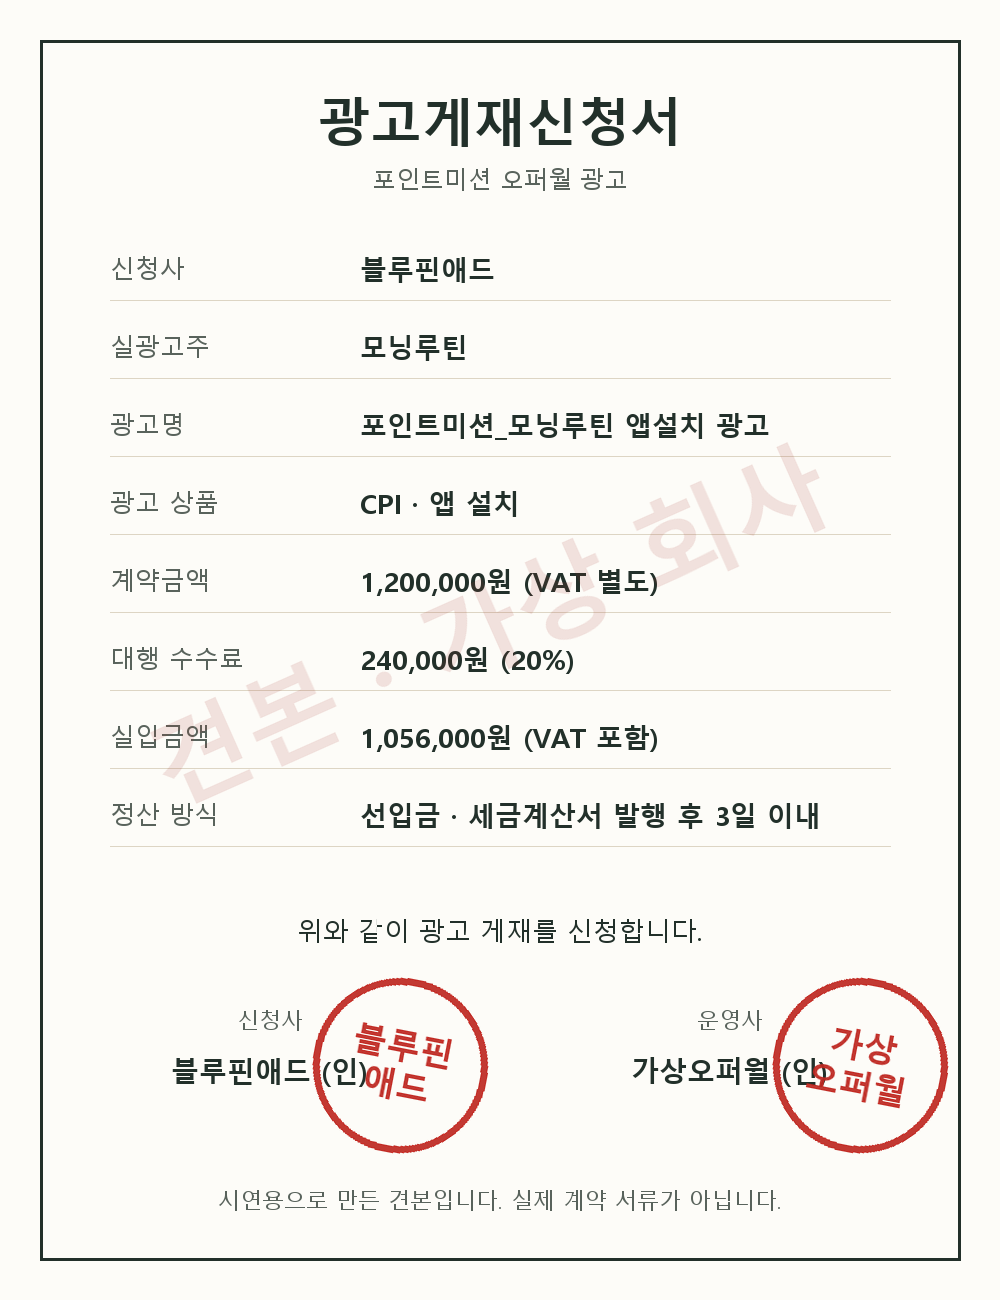 광고게재신청서
포인트미션 오퍼월 광고
신청사 블루핀애드
실광고주 모닝루틴
광고명 포인트미션_모닝루틴 앱설치 광고
광고 상품 CPI · 앱 설치
계약금액 1,200,000원 (VAT 별도)
대행 수수료 240,000원 (20%)
실입금액 1,056,000원 (VAT 포함)
정산 방식 선입금 · 세금계산서 발행 후 3일 이내
견본 · 가상 회사
위와 같이 광고 게재를 신청합니다.
신청사 운영사
블루핀애드 (인) 가상오퍼월 (인)
블루핀
애드
가상
오퍼월
시연용으로 만든 견본입니다. 실제 계약 서류가 아닙니다.